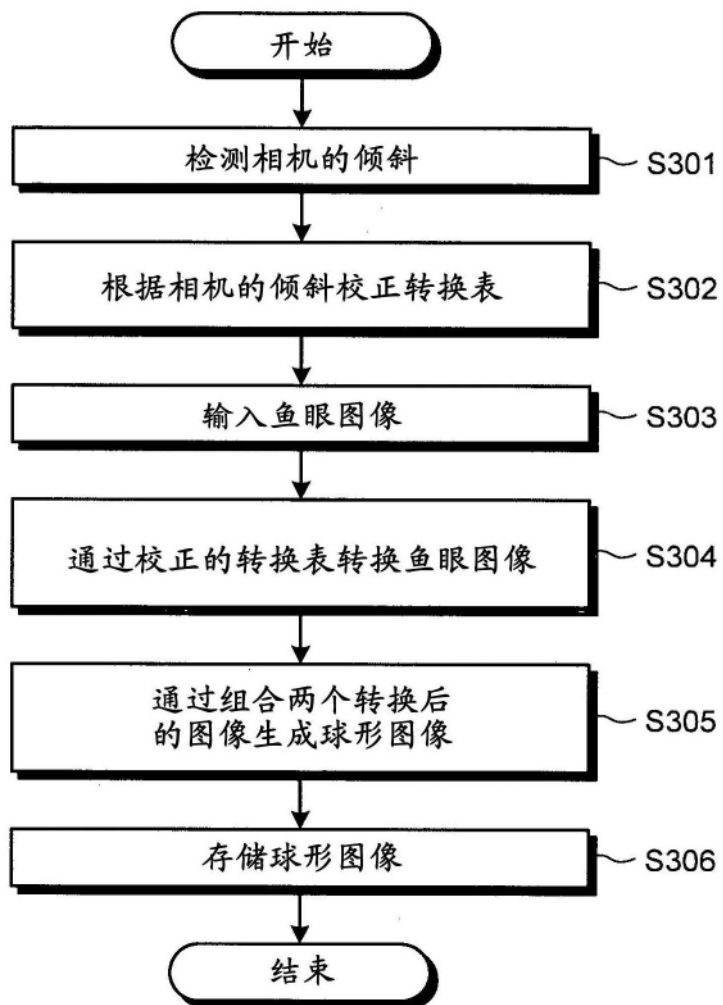 开始
检测相机的倾斜
S301
根据相机的倾斜校正转换表
S302
输入鱼眼图像
S303
通过校正的转换表转换鱼眼图像
S304
通过组合两个转换后
的图像生成球形图像
S305
存储球形图像
S306
结束